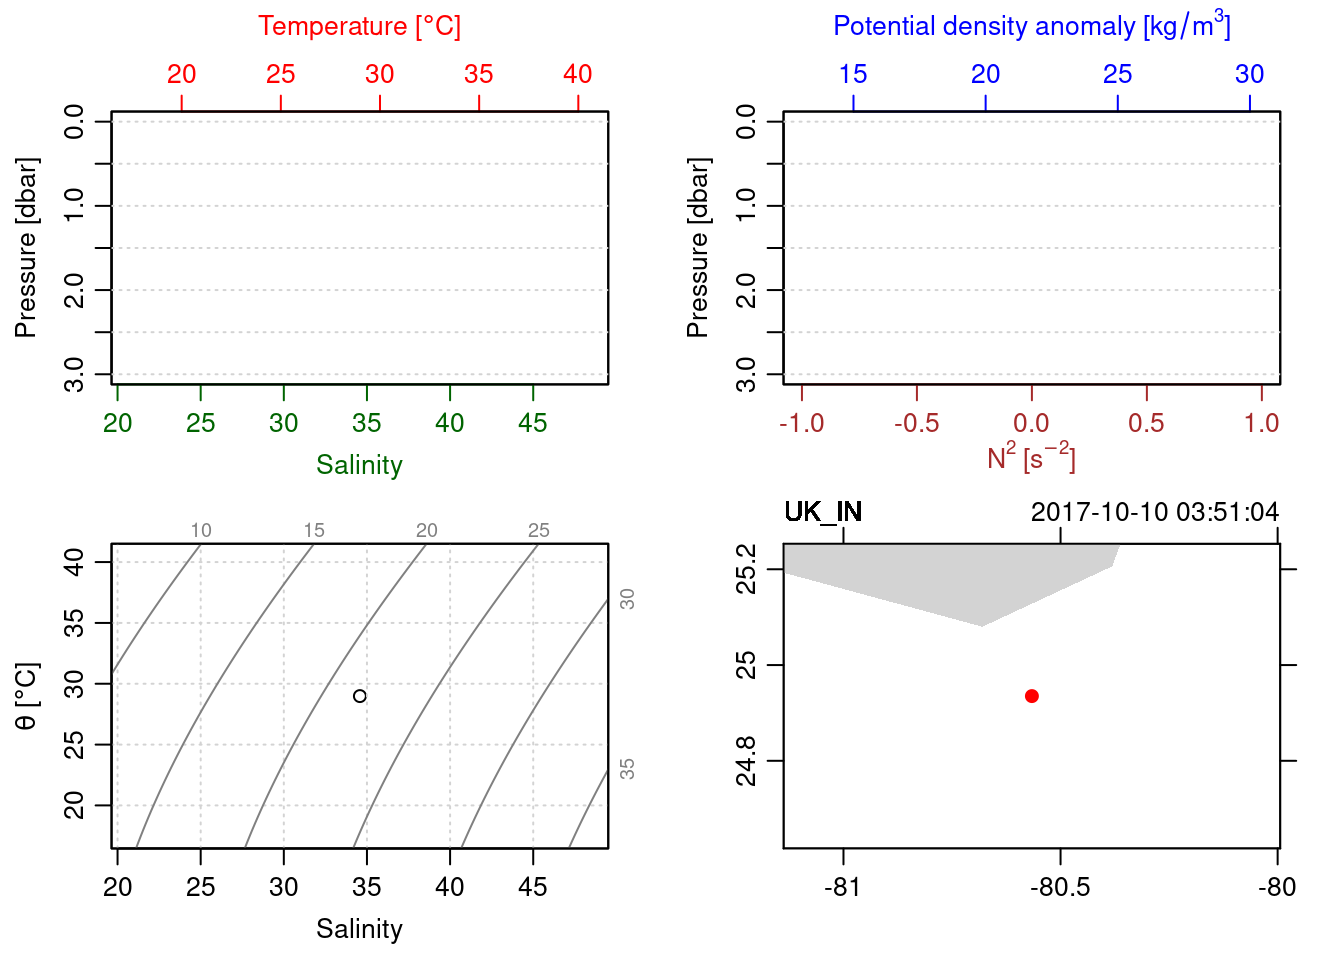 Temperature [°C]
20 25 30 35 40
0.0
1.0
2.0
3.0
Pressure [dbar]
20 25 30 35 40 45
Salinity
Potential density anomaly [kg/m³]
15 20 25 30
0.0
1.0
2.0
3.0
Pressure [dbar]
-1.0 -0.5 0.0 0.5 1.0
N² [s⁻²]
10 15 20 25
30
35
40
35
30
25
20
θ [°C]
20 25 30 35 40 45
Salinity
UK_IN 2017-10-10 03:51:04
25.2
25
24.8
-81 -80.5 -80